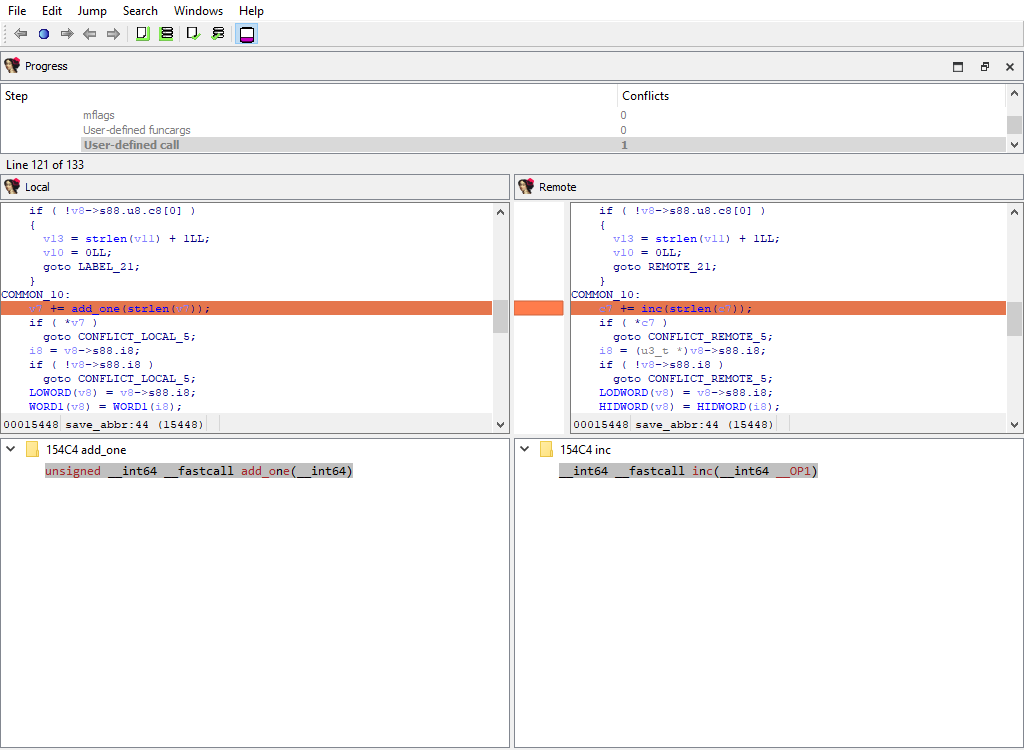 File Edit Jump Search Windows Help
Progress
Step Conflicts
mflags 0
User-defined funcargs 0
User-defined call 1
Line 121 of 133
Local
if ( !v8->s88.u8.c8[0] )
{
v13 = strlen(v11) + 1LL;
v10 = 0LL;
goto LABEL_21;
}
COMMON_10:
+= add_one(strlen( ));
if ( *v7 )
goto CONFLICT_LOCAL_5;
i8 = v8->s88.i8;
if ( !v8->s88.i8 )
goto CONFLICT_LOCAL_5;
LOWORD(v8) = v8->s88.i8;
WORD1(v8) = WORD1(i8);
00015448 save_abbr:44 (15448)
Remote
if ( !v8->s88.u8.c8[0] )
{
v13 = strlen(v11) + 1LL;
v10 = 0LL;
goto REMOTE_21;
}
COMMON_10:
+= inc(strlen( ));
if ( *c7 )
goto CONFLICT_REMOTE_5;
i8 = (u3_t *)v8->s88.i8;
if ( !v8->s88.i8 )
goto CONFLICT_REMOTE_5;
LODWORD(v8) = v8->s88.i8;
HIDWORD(v8) = HIDWORD(i8);
00015448 save_abbr:44 (15448)
154C4 add_one
unsigned __int64 __fastcall add_one(__int64)
154C4 inc
__int64 __fastcall inc(__int64 __OP1)